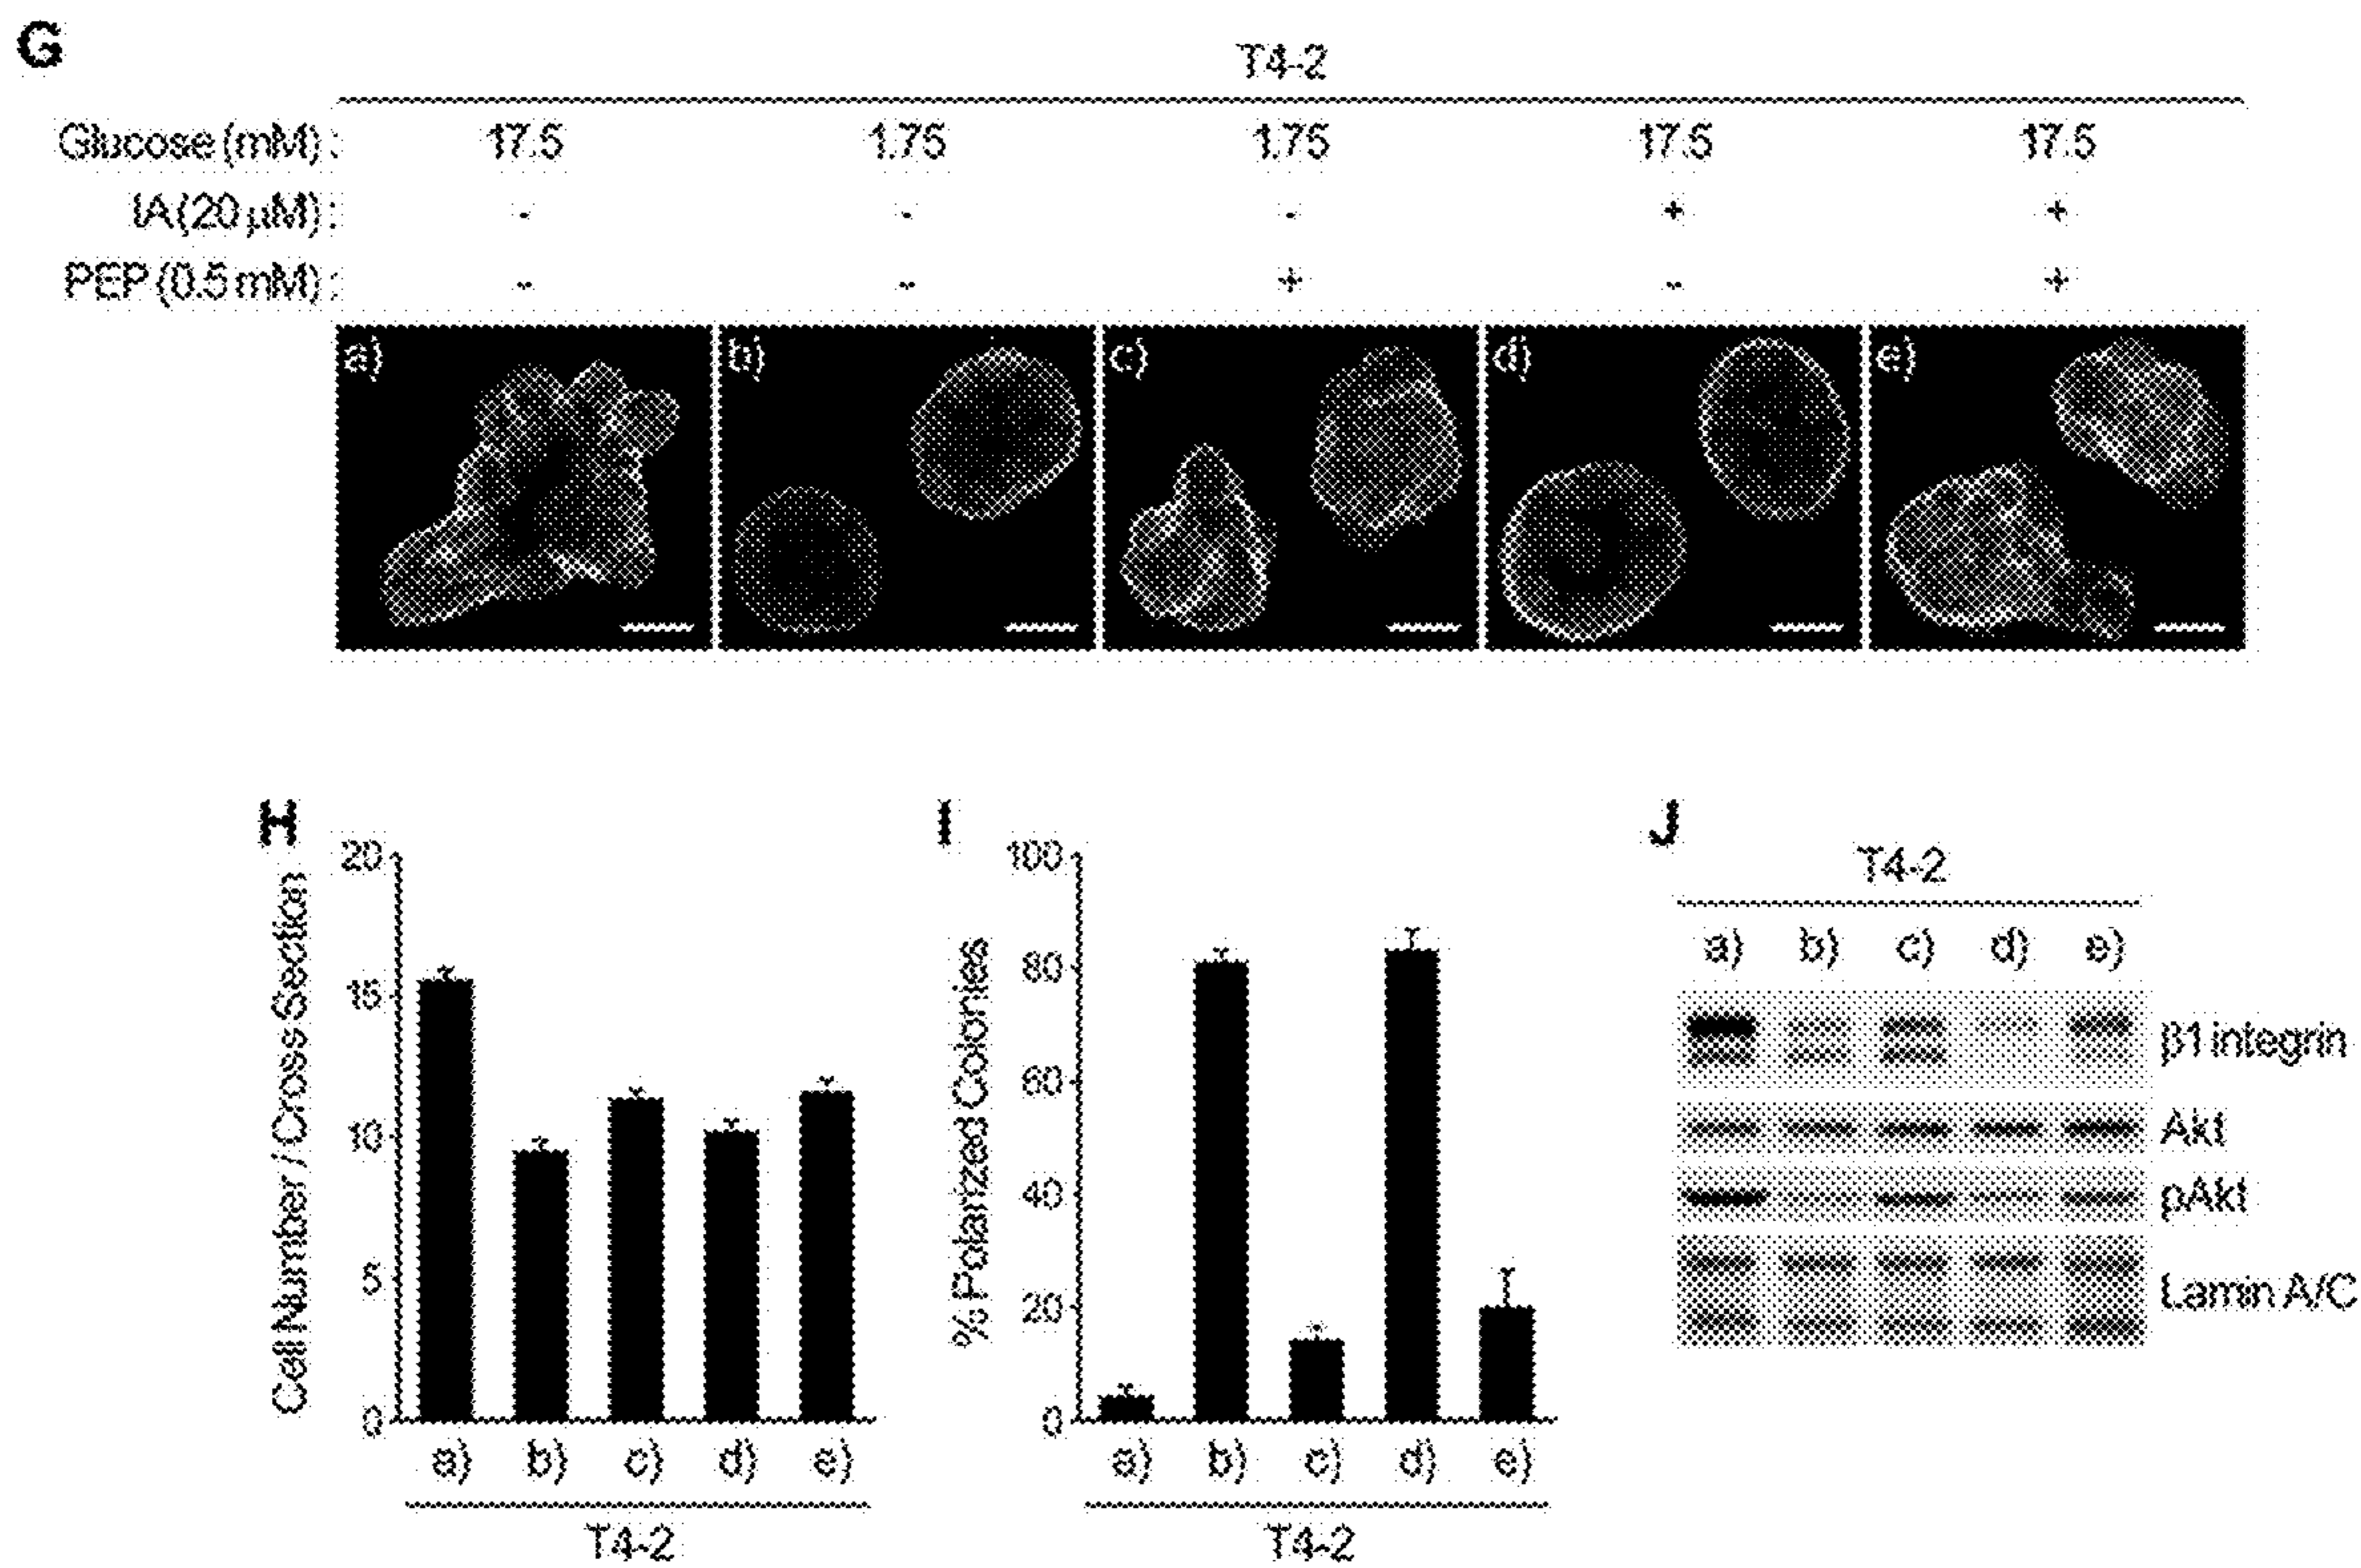 G
T4-2
Glucose (mM) : 17.5 1.75 1.75 17.5 17.5
IA (20 µM) : - - - + +
PEP (0.5 mM) : - - + - +
a) b) c) d) e)
H
Cell Number / Cross Section
20
15
10
5
0
a) b) c) d) e)
T4-2
I
% Polarized Colonies
100
80
60
40
20
0
a) b) c) d) e)
T4-2
J
T4-2
a) b) c) d) e)
β1 integrin
Akt
pAkt
Lamin A/C